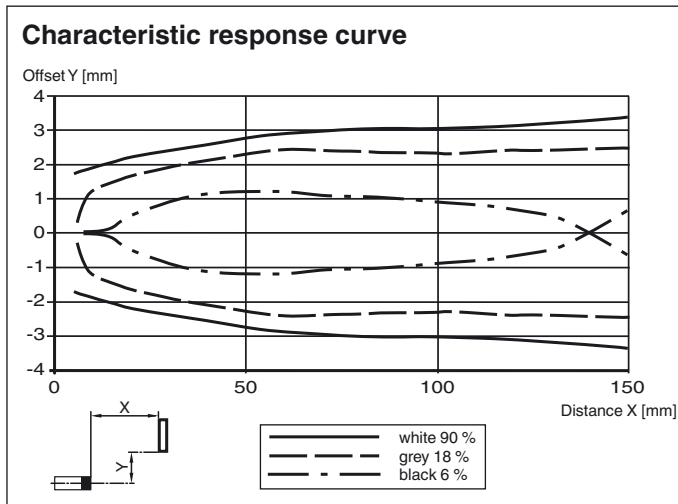 Characteristic response curve
Offset Y [mm]
4
3
2
1
0
-1
-2
-3
-4
0 50 100 150
Distance X [mm]
X
Y
white 90 %
grey 18 %
black 6 %